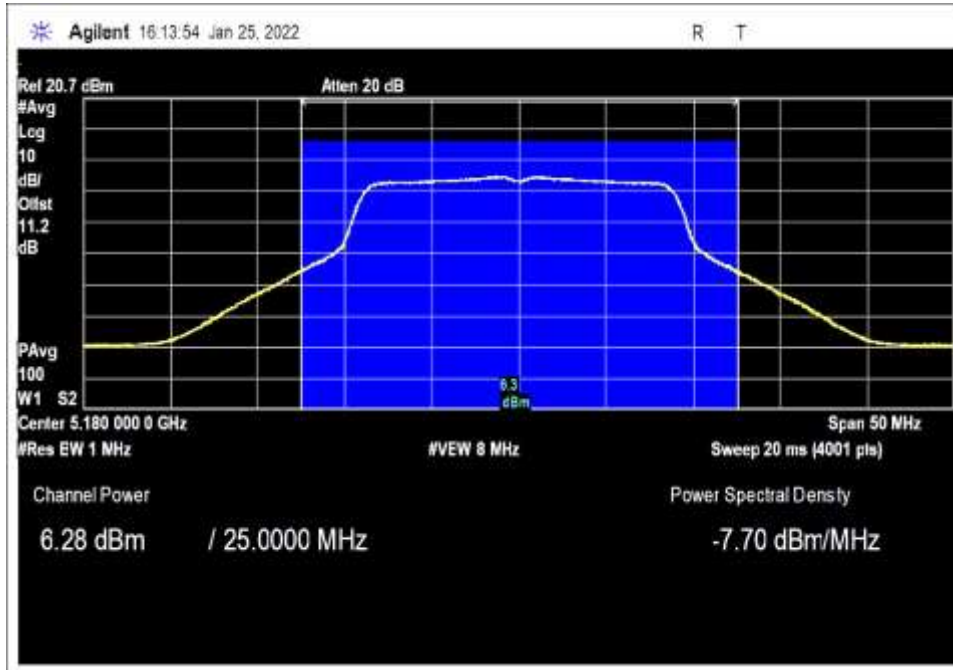 Agilent 16:13:54 Jan 25, 2022
R T
Ref 20.7 dBm
Atten 20 dB
#Avg
Log
10
dB/
Offst
11.2
dB
PAvg
100
W1 S2
6.3
dBm
Center 5.180 000 0 GHz
Span 50 MHz
#Res BW 1 MHz
#VBW 8 MHz
Sweep 20 ms (4001 pts)
Channel Power
Power Spectral Density
6.28 dBm / 25.0000 MHz
-7.70 dBm/MHz